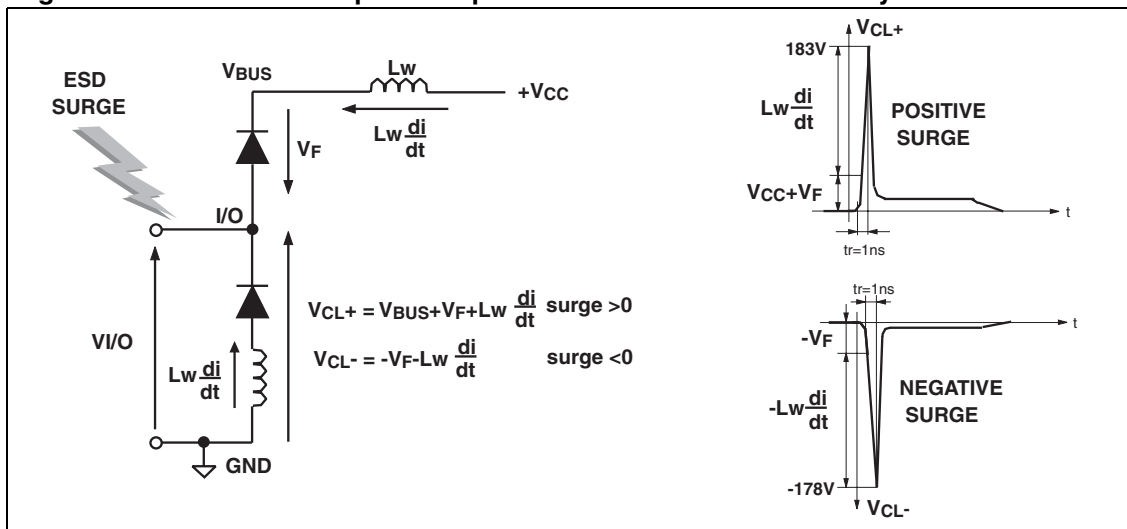 ESD
SURGE
VBUS
Lw
+VCC
Lw di/dt
VF
I/O
VI/O
Lw di/dt
VCL+ = VBUS+VF+Lw di/dt surge >0
VCL- = -VF-Lw di/dt surge <0
GND
VCL+
183V
Lw di/dt
POSITIVE
SURGE
VCC+VF
t
tr=1ns
tr=1ns
t
-VF
-Lw di/dt
NEGATIVE
SURGE
-178V
VCL-